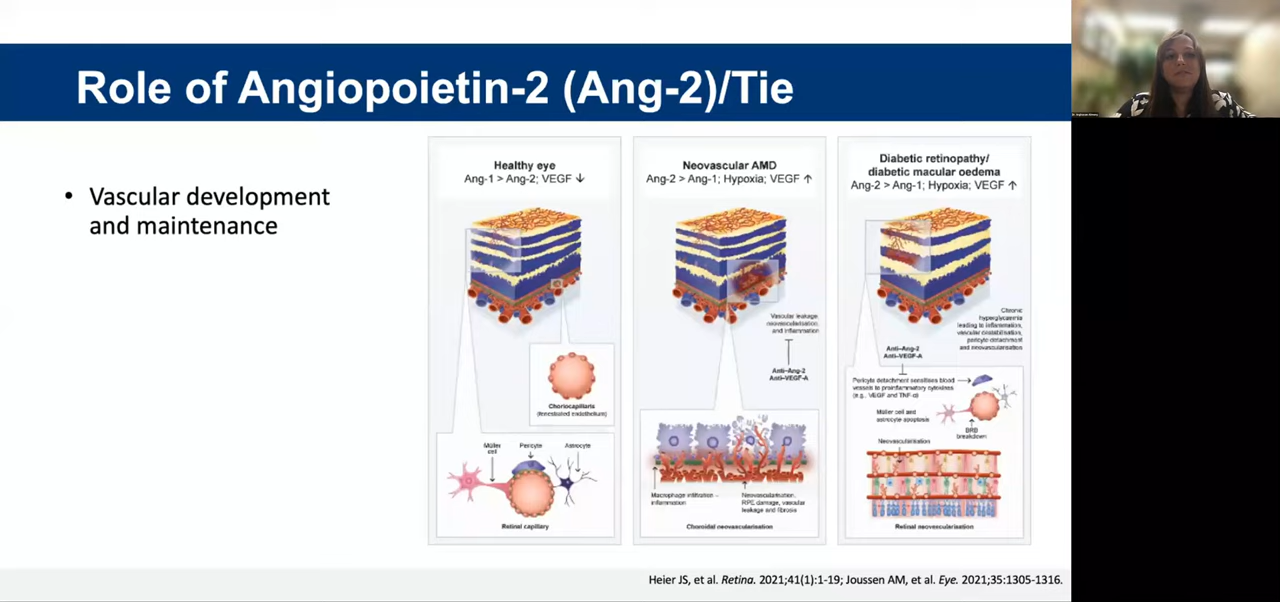 Role of Angiopoietin-2 (Ang-2)/Tie
• Vascular development
and maintenance
Healthy eye
Ang-1 > Ang-2; VEGF ↓
Choriocapillaris
(fenestrated endothelium)
Müller
cell
Pericyte
Astrocyte
Retinal capillary
Neovascular AMD
Ang-2 > Ang-1; Hypoxia; VEGF ↑
Vascular leakage,
neovascularisation,
and inflammation
Anti-Ang-2
Anti-VEGF-A
Macrophage infiltration –
inflammation
Neovascularisation,
RPE damage, vascular
leakage and fibrosis
Choroidal neovascularisation
Diabetic retinopathy/
diabetic macular oedema
Ang-2 > Ang-1; Hypoxia; VEGF ↑
Chronic
hyperglycaemia
leading to inflammation,
vascular destabilisation,
pericyte detachment
and neovascularisation
Anti-Ang-2
Anti-VEGF-A
Pericyte detachment sensitises blood
vessels to proinflammatory cytokines
(e.g., VEGF and TNF-α)
Müller cell and
astrocyte apoptosis
BRB
breakdown
Neovascularisation
Retinal neovascularisation
Heier JS, et al. Retina. 2021;41(1):1-19; Joussen AM, et al. Eye. 2021;35:1305-1316.